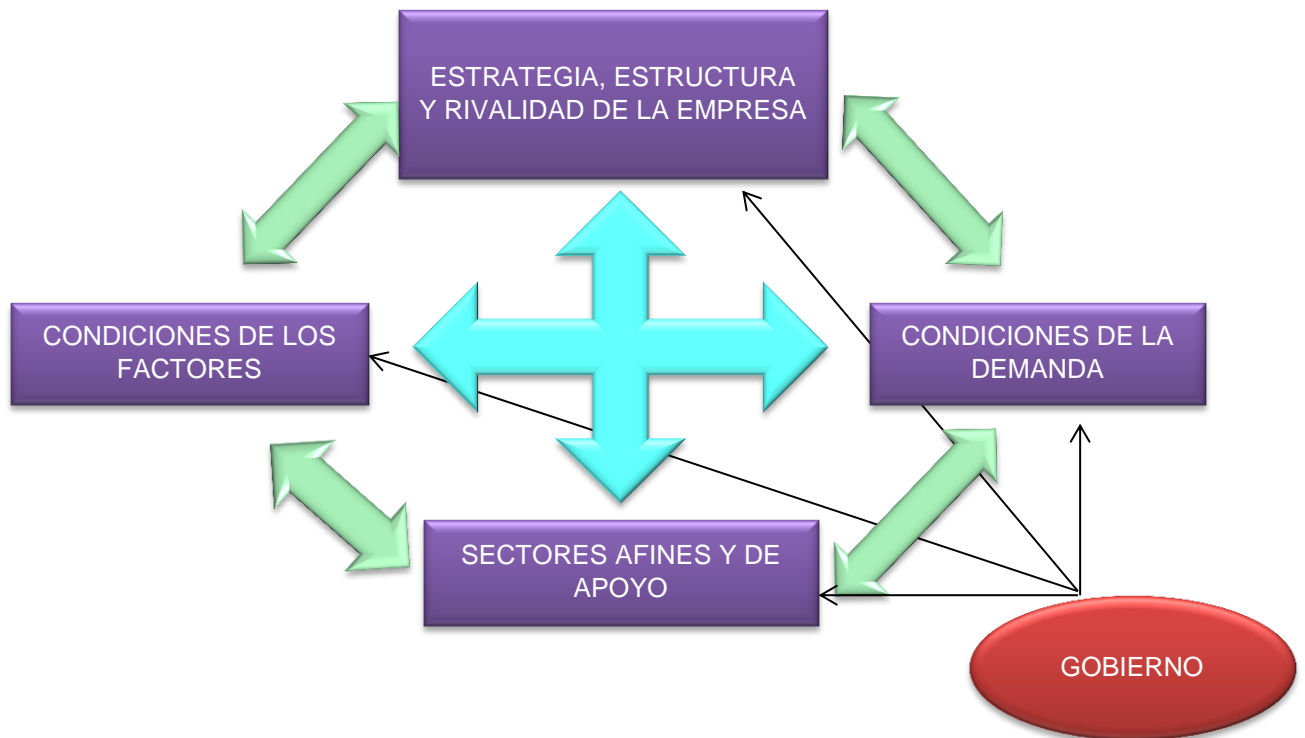 ESTRATEGIA, ESTRUCTURA
Y RIVALIDAD DE LA EMPRESA
CONDICIONES DE LOS
FACTORES
CONDICIONES DE LA
DEMANDA
SECTORES AFINES Y DE
APOYO
GOBIERNO